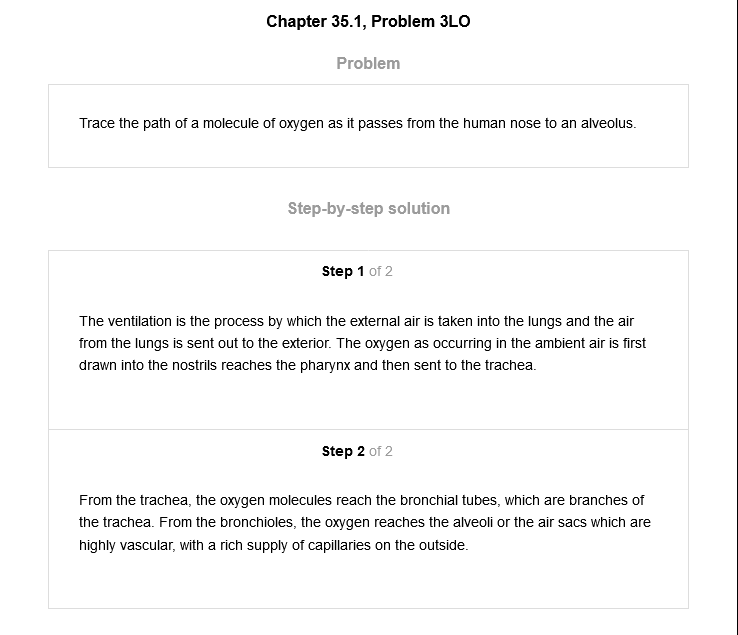 Chapter 35.1, Problem 3LO
Problem
Trace the path of a molecule of oxygen as it passes from the human nose to an alveolus.
Step-by-step solution
Step 1 of 2
The ventilation is the process by which the external air is taken into the lungs and the air
from the lungs is sent out to the exterior. The oxygen as occurring in the ambient air is first
drawn into the nostrils reaches the pharynx and then sent to the trachea.
Step 2 of 2
From the trachea, the oxygen molecules reach the bronchial tubes, which are branches of
the trachea. From the bronchioles, the oxygen reaches the alveoli or the air sacs which are
highly vascular, with a rich supply of capillaries on the outside.